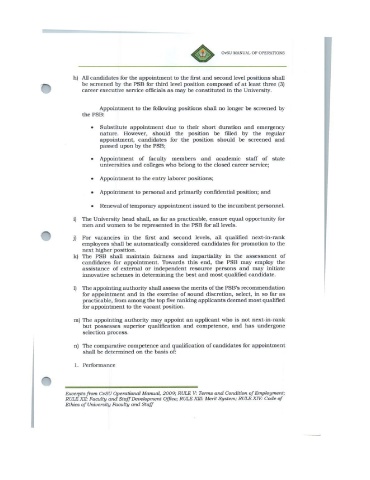 CvSU MANUAL OF OPERATIONS
h) All candidates for the appointment to the first and second level positions shall
be screened by the PSB for third level position composed of at least three (3)
career executive service officials as may be constituted in the University.
Appointment to the following positions shall no longer be screened by
the PSB:
• Substitute appointment due to their short duration and emergency
nature. However, should the position be filled by the regular
appointment, candidates for the position should be screened and
passed upon by the PSB;
• Appointment of faculty members and academic staff of state
universities and colleges who belong to the closed career service;
• Appointment to the entry laborer positions;
• Appointment to personal and primarily confidential position; and
• Renewal of temporary appointment issued to the incumbent personnel.
i) The University head shall, as far as practicable, ensure equal opportunity for
men and women to be represented in the PSB for all levels.
j) For vacancies in the first and second levels, all qualified next-in-rank
employees shall be automatically considered candidates for promotion to the
next higher position.
k) The PSB shall maintain fairness and impartiality in the assessment of
candidates for appointment. Towards this end, the PSB may employ the
assistance of external or independent resource persons and may initiate
innovative schemes in determining the best and most qualified candidate.
l) The appointing authority shall assess the merits of the PSB's recommendation
for appointment and in the exercise of sound discretion, select, in so far as
practicable, from among the top five ranking applicants deemed most qualified
for appointment to the vacant position.
m) The appointing authority may appoint an applicant who is not next-in-rank
but possesses superior qualification and competence, and has undergone
selection process.
n) The comparative competence and qualification of candidates for appointment
shall be determined on the basis of:
1. Performance
Excerpts from CvSU Operational Manual, 2009; RULE V: Terms and Condition of Employment;
RULE XII: Faculty and Staff Development Office; RULE XIII: Merit System; RULE XIV: Code of
Ethics of University Faculty and Staff